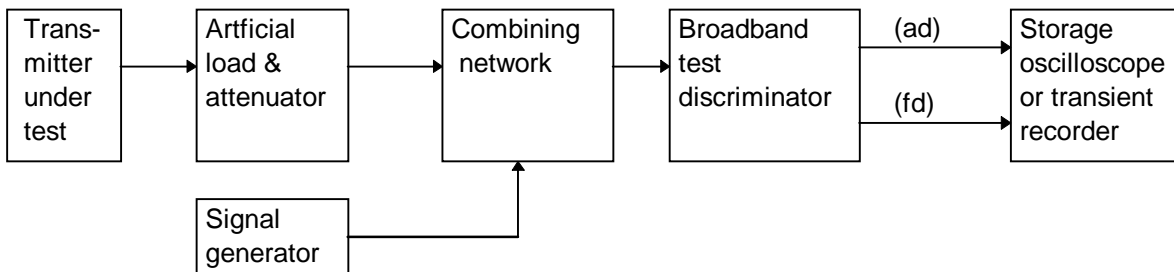 Trans-
mitter
under
test
Artficial
load &
attenuator
Combining
network
Broadband
test
discriminator
(ad)
(fd)
Storage
oscilloscope
or transient
recorder
Signal
generator